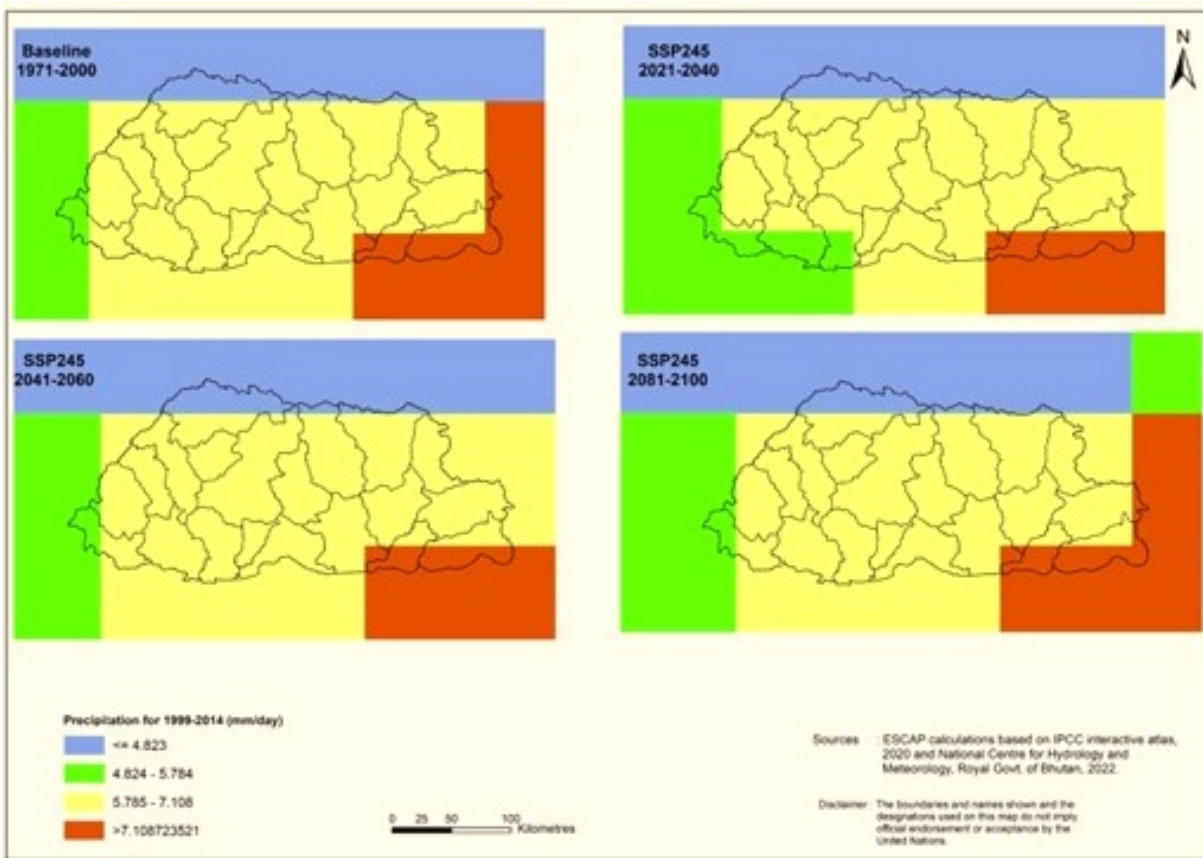 Baseline
1971-2000
SSP245
2021-2040
N
SSP245
2041-2060
SSP245
2081-2100
Precipitation for 1999-2014 (mm/day)
<= 4.823
4.824 - 5.784
5.785 - 7.108
>7.108723521
0 25 50 100
Kilometres
Sources : ESCAP calculations based on IPCC interactive atlas,
2020 and National Centre for Hydrology and
Meteorology, Royal Govt. of Bhutan, 2022.
Disclaimer: The boundaries and names shown and the
designations used on this map do not imply
official endorsement or acceptance by the
United Nations.